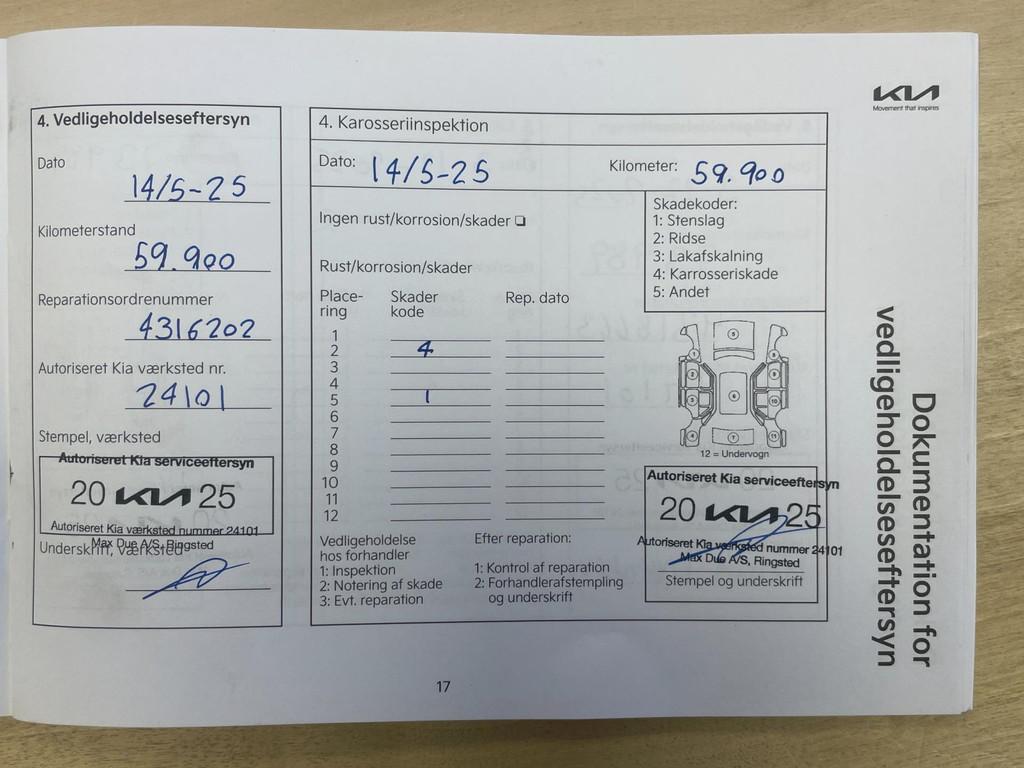 KIA
Movement that inspires
Dokumentation for
vedligeholdelseseftersyn
4. Vedligeholdelseseftersyn
Dato
14/5-25
Kilometerstand
59.900
Reparationsordrenummer
4316202
Autoriseret Kia værksted nr.
24101
Stempel, værksted
Autoriseret Kia serviceeftersyn
20 KIA 25
Autoriseret Kia værksted nummer 24101
Max Due A/S, Ringsted
Underskrift, værksted
4. Karosseriinspektion
Dato: 14/5-25 Kilometer: 59.900
Ingen rust/korrosion/skader ❏
Rust/korrosion/skader
Skadekoder:
1: Stenslag
2: Ridse
3: Lakafskalning
4: Karrosseriskade
5: Andet
Place-
ring
Skader
kode
Rep. dato
1
2 4
3
4
5 1
6
7
8
9
10
11
12
12 = Undervogn
Vedligeholdelse
hos forhandler
1: Inspektion
2: Notering af skade
3: Evt. reparation
Efter reparation:
1: Kontrol af reparation
2: Forhandlerafstempling
og underskrift
Autoriseret Kia serviceeftersyn
20 KIA 25
Autoriseret Kia værksted nummer 24101
Max Due A/S, Ringsted
Stempel og underskrift
17